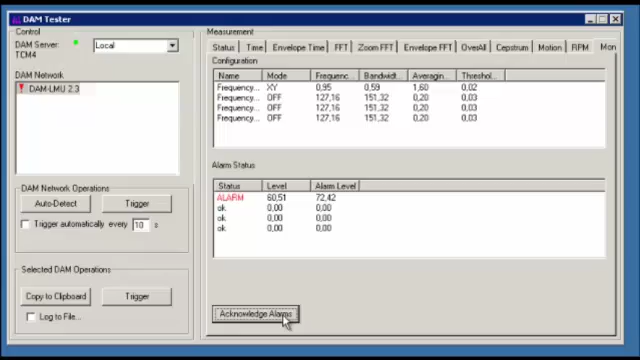 DAM Tester
Control
DAM Server:
TCM4
Local
DAM Network
DAM-LMU 2.3
DAM Network Operations
Auto-Detect
Trigger
Trigger automatically every
10
s
Selected DAM Operations
Copy to Clipboard
Trigger
Log to File...
Measurement
Status
Time
Envelope Time
FFT
Zoom FFT
Envelope FFT
OverAll
Cepstrum
Motion
RPM
Mon
Configuration
Name Mode Frequenc... Bandwidt... Averagin... Threshol...
Frequency... XY 0,95 0,59 1,60 0,02
Frequency... OFF 127,16 151,32 0,20 0,03
Frequency... OFF 127,16 151,32 0,20 0,03
Frequency... OFF 127,16 151,32 0,20 0,03
Alarm Status
Status Level Alarm Level
ALARM 60,51 72,42
ok 0,00 0,00
ok 0,00 0,00
ok 0,00 0,00
Acknowledge Alarms